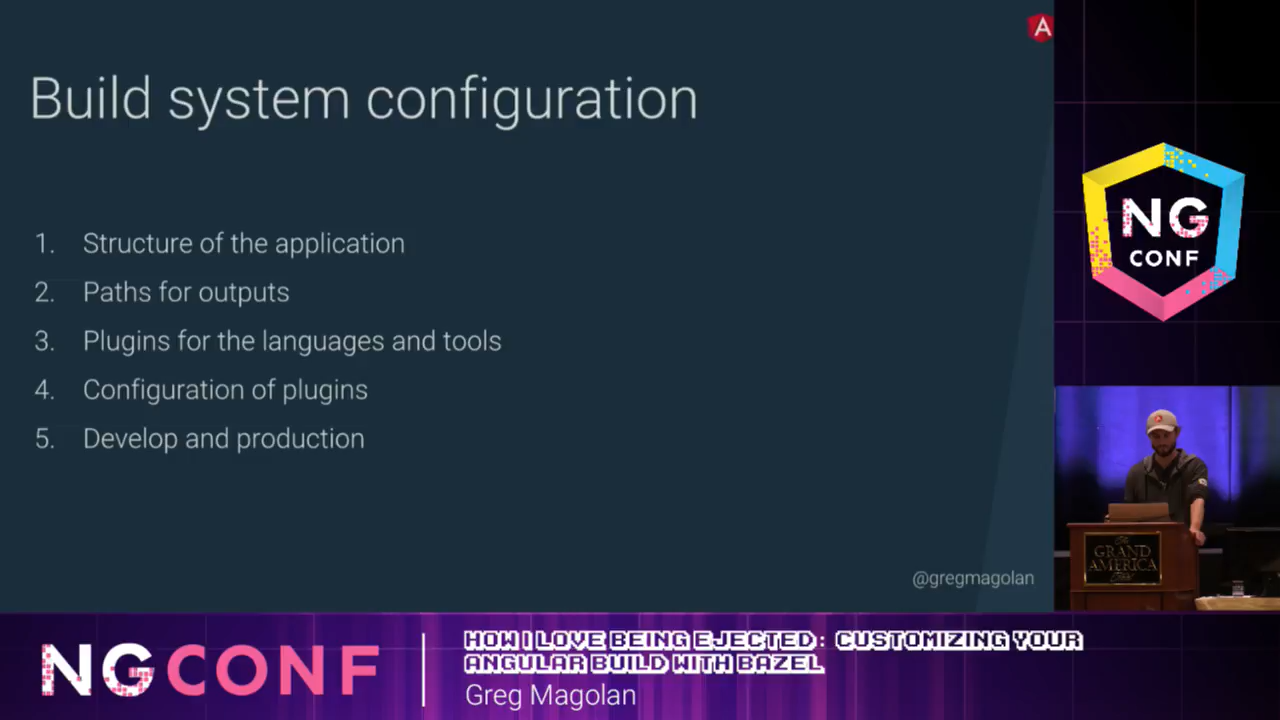 Build system configuration
1. Structure of the application
2. Paths for outputs
3. Plugins for the languages and tools
4. Configuration of plugins
5. Develop and production
@gregmagolan
A
NG
CONF
The
GRAND
AMERICA
Hotel
NGCONF
HOW I LOVE BEING EJECTED: CUSTOMIZING YOUR
ANGULAR BUILD WITH BAZEL
Greg Magolan